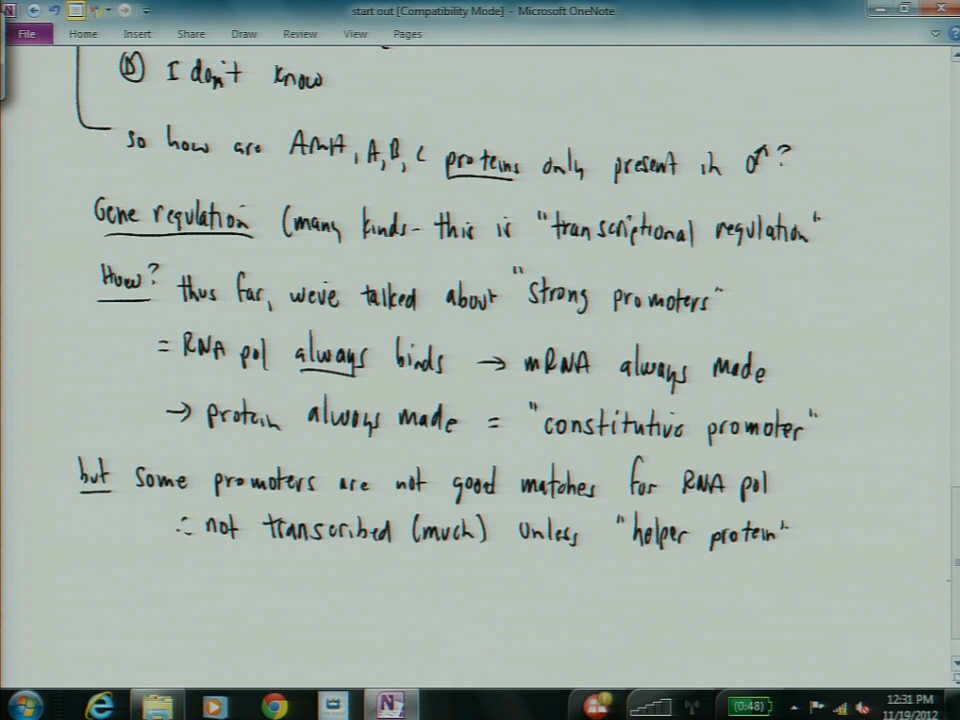 start out [Compatibility Mode] - Microsoft OneNote
File Home Insert Share Draw Review View Pages
(D) I don't know
so how are AMH, A, B, C proteins only present in ♂?
Gene regulation (many kinds - this is "transcriptional regulation"
How? thus far, we've talked about "strong promoters"
= RNA pol always binds → mRNA always made
→ protein always made = "constitutive promoter"
but some promoters are not good matches for RNA pol
∴ not transcribed (much) unless "helper protein"
(0:48)
12:31 PM
11/19/2012